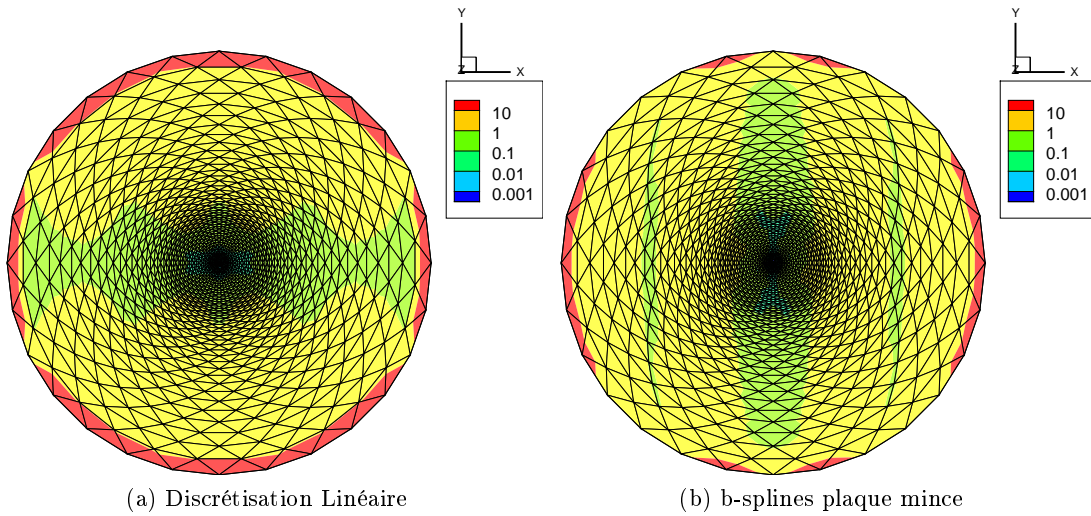 Y
Z X
10
1
0.1
0.01
0.001
Y
Z X
10
1
0.1
0.01
0.001
(a) Discrétisation Linéaire
(b) b-splines plaque mince